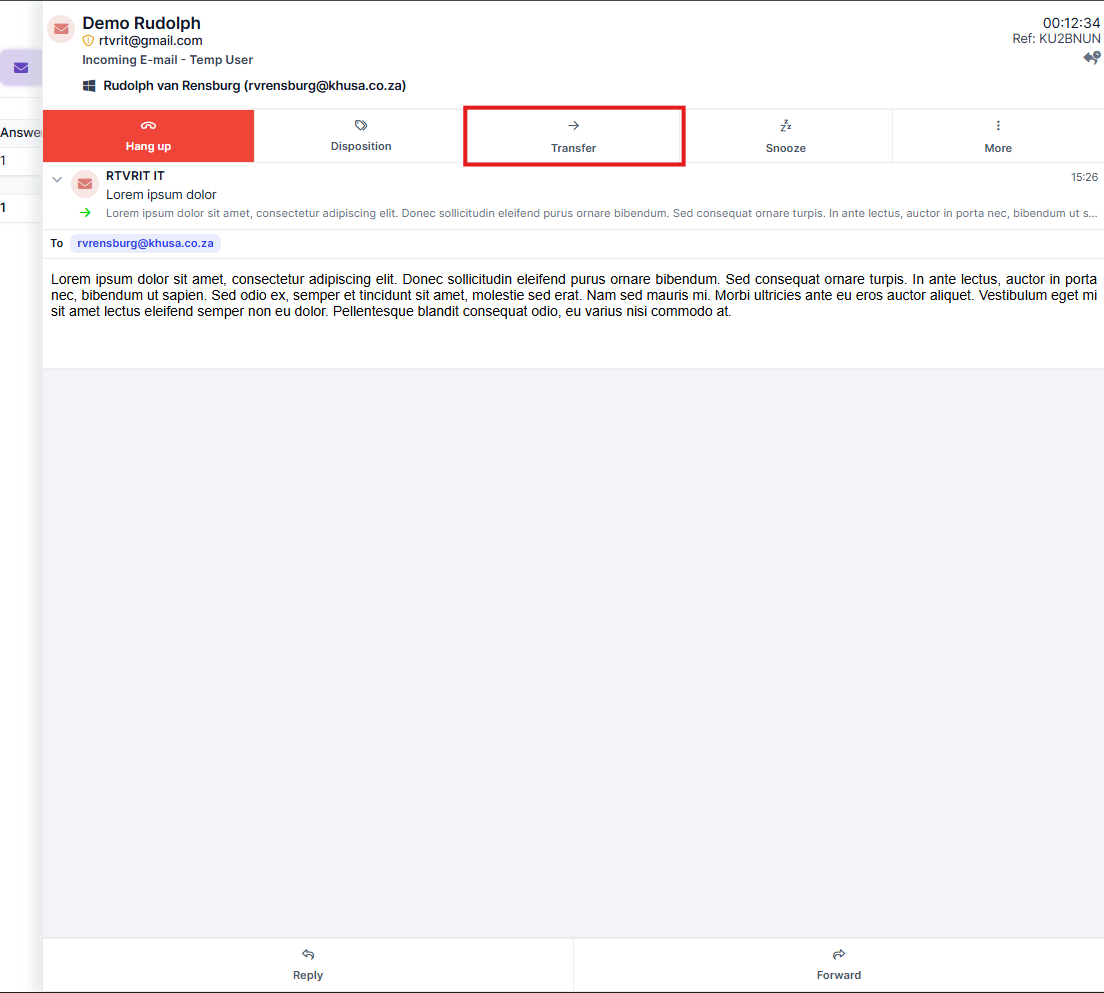 Demo Rudolph
00:12:34
rtvrit@gmail.com
Ref: KU2BNUN
Incoming E-mail - Temp User
Rudolph van Rensburg (rvrensburg@khusa.co.za)
Hang up
Disposition
Transfer
Snooze
More
Answe
1
1
RTVRIT IT
15:26
Lorem ipsum dolor
Lorem ipsum dolor sit amet, consectetur adipiscing elit. Donec sollicitudin eleifend purus ornare bibendum. Sed consequat ornare turpis. In ante lectus, auctor in porta nec, bibendum ut s...
To rvrensburg@khusa.co.za
Lorem ipsum dolor sit amet, consectetur adipiscing elit. Donec sollicitudin eleifend purus ornare bibendum. Sed consequat ornare turpis. In ante lectus, auctor in porta
nec, bibendum ut sapien. Sed odio ex, semper et tincidunt sit amet, molestie sed erat. Nam sed mauris mi. Morbi ultricies ante eu eros auctor aliquet. Vestibulum eget mi
sit amet lectus eleifend semper non eu dolor. Pellentesque blandit consequat odio, eu varius nisi commodo at.
Reply
Forward